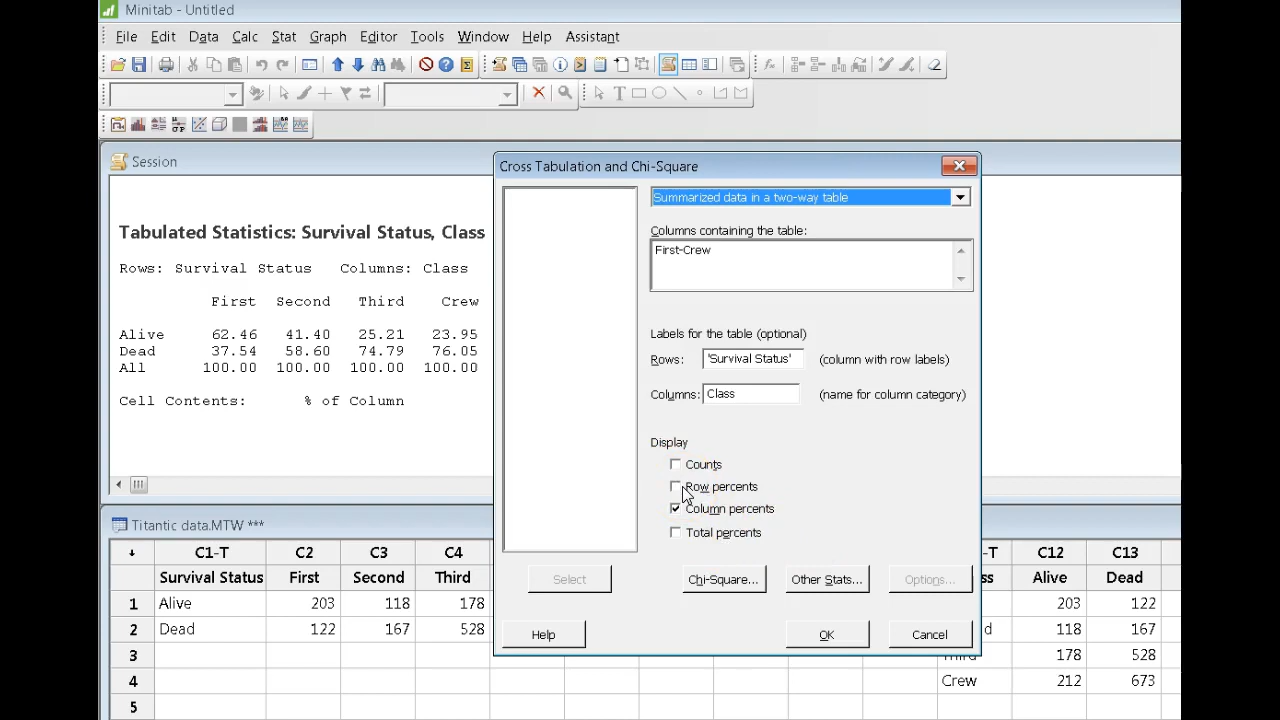 Minitab - Untitled
File Edit Data Calc Stat Graph Editor Tools Window Help Assistant
Session
Tabulated Statistics: Survival Status, Class
Rows: Survival Status Columns: Class
First Second Third Crew
Alive 62.46 41.40 25.21 23.95
Dead 37.54 58.60 74.79 76.05
All 100.00 100.00 100.00 100.00
Cell Contents: % of Column
Cross Tabulation and Chi-Square
Summarized data in a two-way table
Columns containing the table:
First-Crew
Labels for the table (optional)
Rows: 'Survival Status' (column with row labels)
Columns: Class (name for column category)
Display
Counts
Row percents
Column percents
Total percents
Select Chi-Square... Other Stats... Options...
Help OK Cancel
Titantic data.MTW ***
C1-T C2 C3 C4 -T C12 C13
Survival Status First Second Third ss Alive Dead
1 Alive 203 118 178 203 122
2 Dead 122 167 528 d 118 167
3 Third 178 528
4 Crew 212 673
5